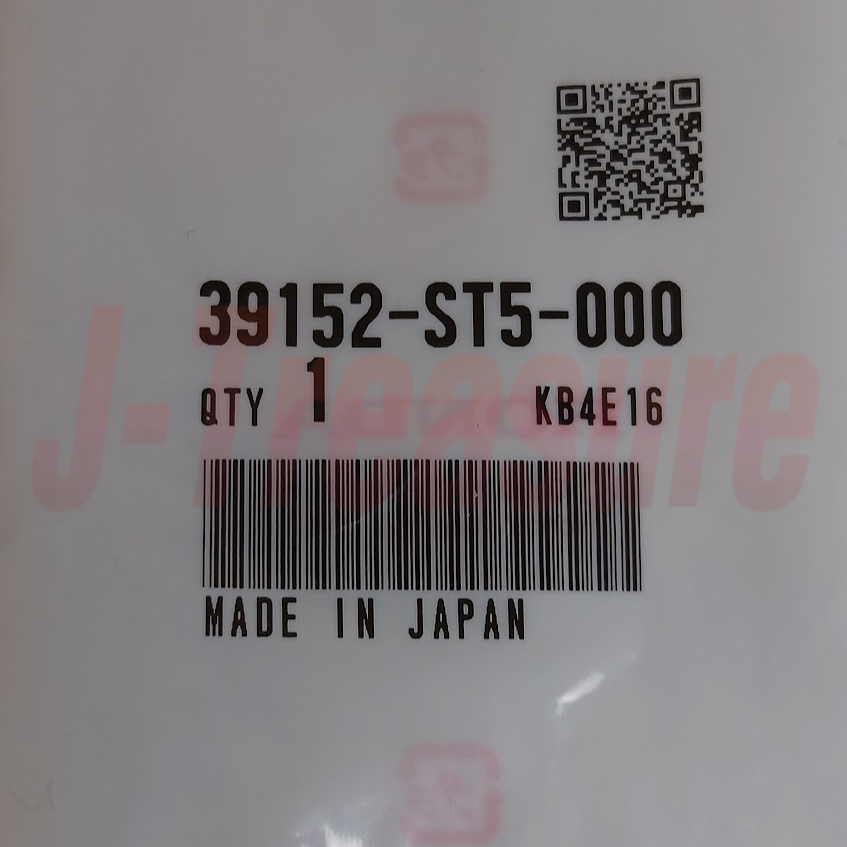 39152-ST5-000
QTY 1 KB4E16
J-Treasure
MADE IN JAPAN